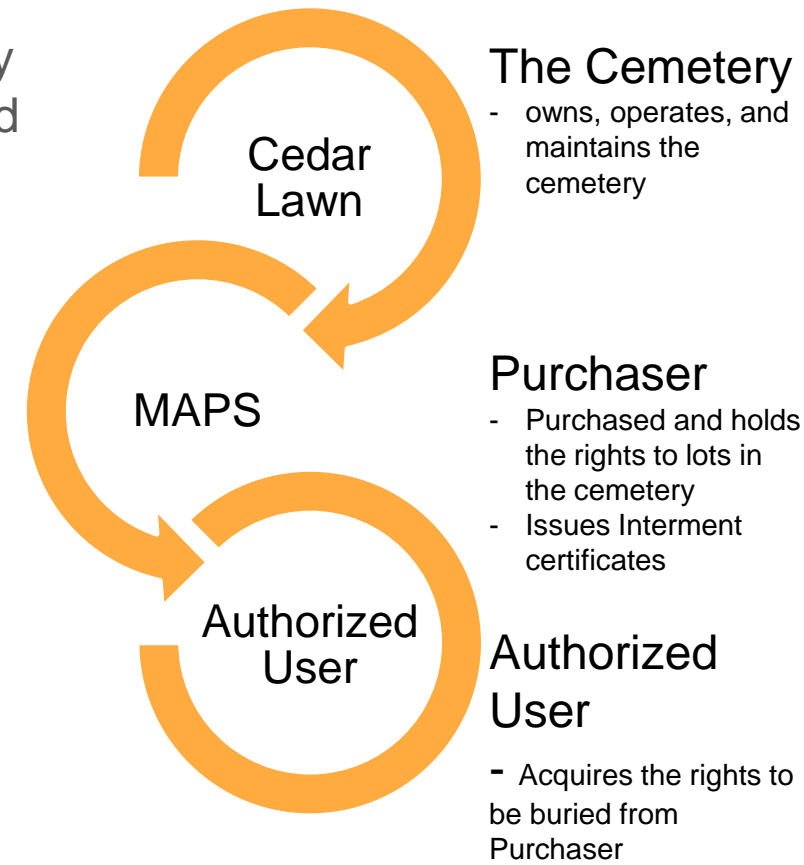 Cedar
Lawn
The Cemetery
- owns, operates, and
maintains the
cemetery
MAPS
Purchaser
- Purchased and holds
the rights to lots in
the cemetery
- Issues Interment
certificates
Authorized
User
Authorized
User
- Acquires the rights to
be buried from
Purchaser